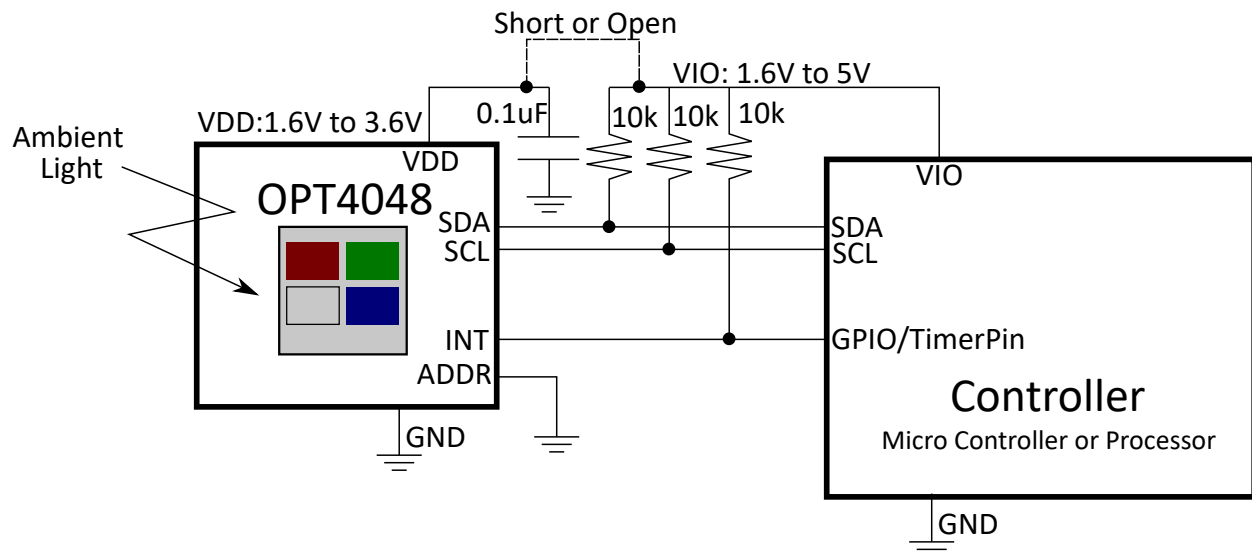 Short or Open
VIO: 1.6V to 5V
0.1uF
10k
10k
10k
VDD:1.6V to 3.6V
Ambient
Light
VDD
VIO
OPT4048
SDA
SDA
SCL
SCL
INT
GPIO/TimerPin
ADDR
Controller
GND
Micro Controller or Processor
GND